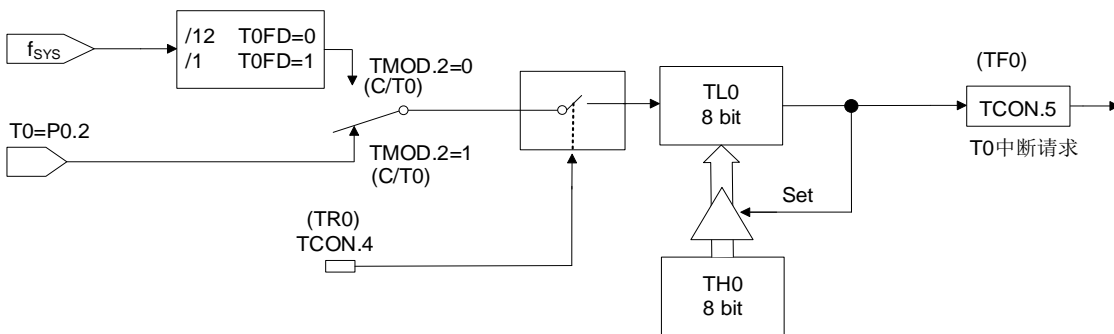 fSYS
/12 T0FD=0
/1 T0FD=1
TMOD.2=0
(C/T0)
T0=P0.2
TMOD.2=1
(C/T0)
(TR0)
TCON.4
TL0
8 bit
Set
TH0
8 bit
(TF0)
TCON.5
T0中断请求